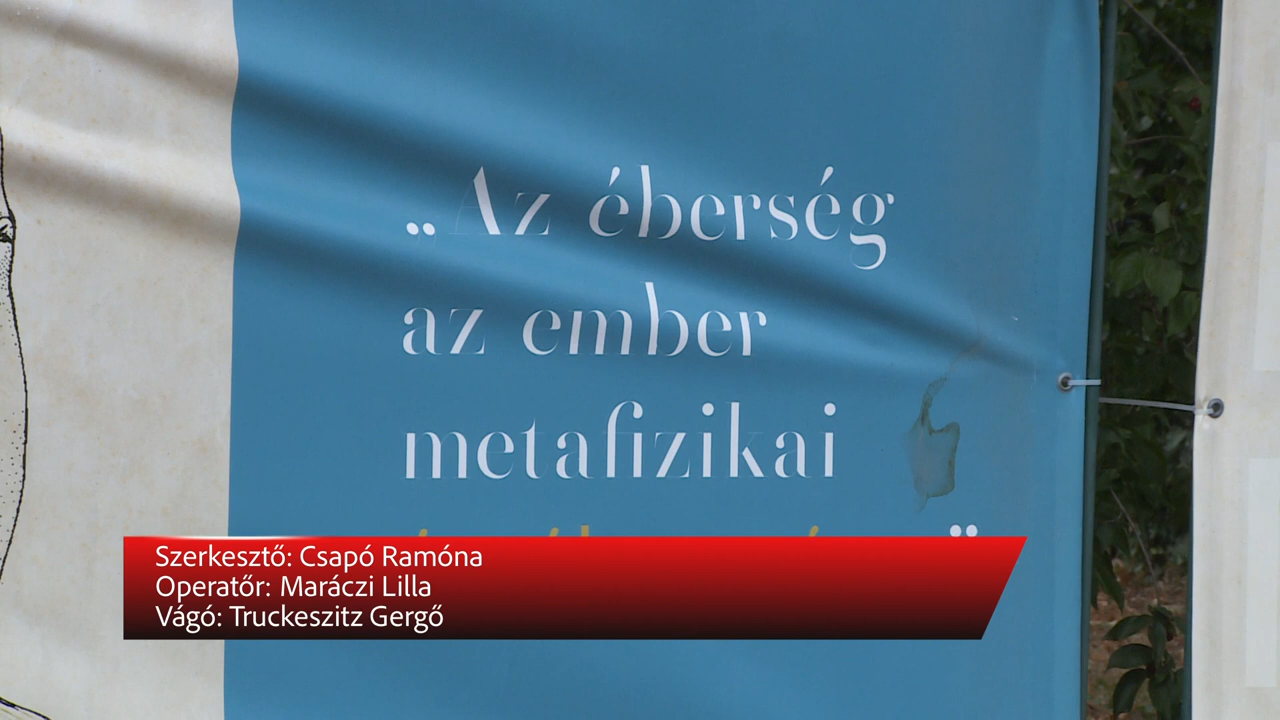 „Az éberség
az ember
metafizikai
Szerkesztő: Csapó Ramóna
Operatőr: Maráczi Lilla
Vágó: Truckeszitz Gergő